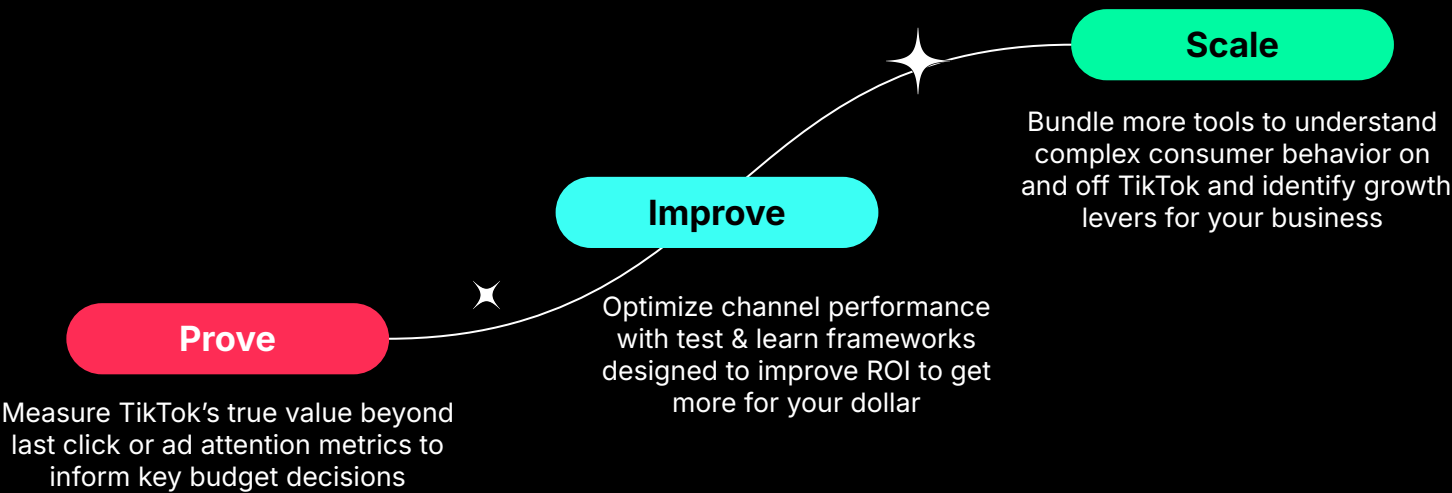 Prove
Measure TikTok’s true value beyond
last click or ad attention metrics to
inform key budget decisions
Improve
Optimize channel performance
with test & learn frameworks
designed to improve ROI to get
more for your dollar
Scale
Bundle more tools to understand
complex consumer behavior on
and off TikTok and identify growth
levers for your business